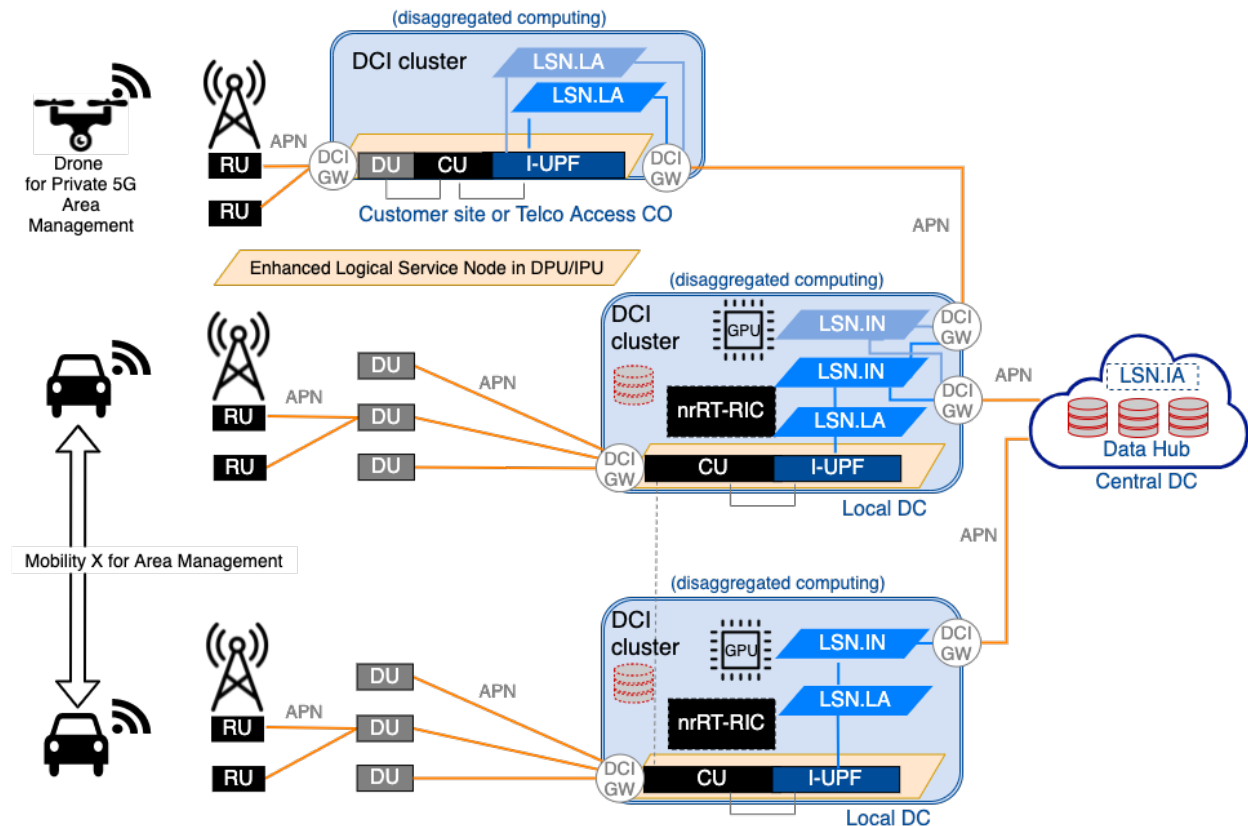 (disaggregated computing)
DCI cluster
LSN.LA
LSN.LA
APN
RU
RU
DCI
GW
DU
CU
I-UPF
DCI
GW
Customer site or Telco Access CO
Drone
for Private 5G
Area
Management
APN
Enhanced Logical Service Node in DPU/IPU
(disaggregated computing)
DCI
cluster
GPU
LSN.IN
DCI
GW
LSN.IN
nrRT-RIC
LSN.LA
DCI
GW
APN
DU
APN
APN
RU
DU
RU
DU
DCI
GW
CU
I-UPF
Local DC
LSN.IA
Data Hub
Central DC
APN
Mobility X for Area Management
(disaggregated computing)
DCI
cluster
GPU
LSN.IN
DCI
GW
LSN.LA
nrRT-RIC
DU
APN
APN
RU
DU
RU
DU
DCI
GW
CU
I-UPF
Local DC